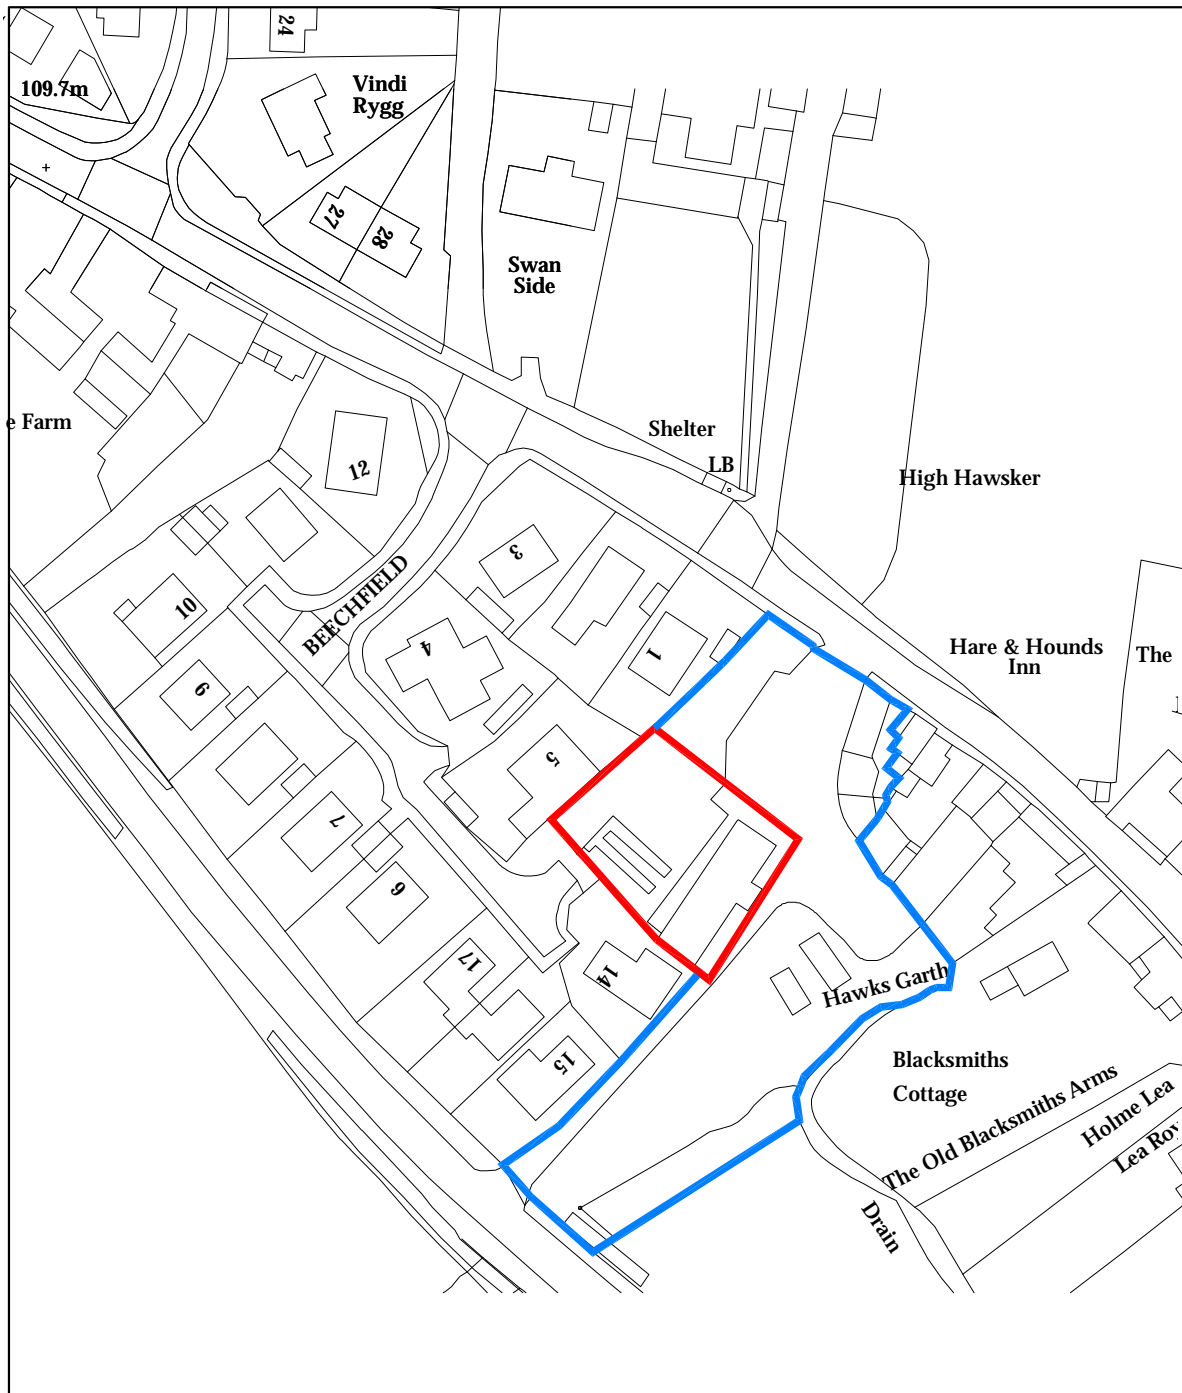 24
109.7m
Vindi
Rygg
27
28
Swan
Side
e Farm
Shelter
LB
12
High Hawsker
3
BEECHFIELD
10
4
1
Hare & Hounds
Inn
The
9
5
7
6
17
14
Hawks Garth
15
Blacksmiths
Cottage
The Old Blacksmiths Arms
Holme Lea
Lea Roy
Drain